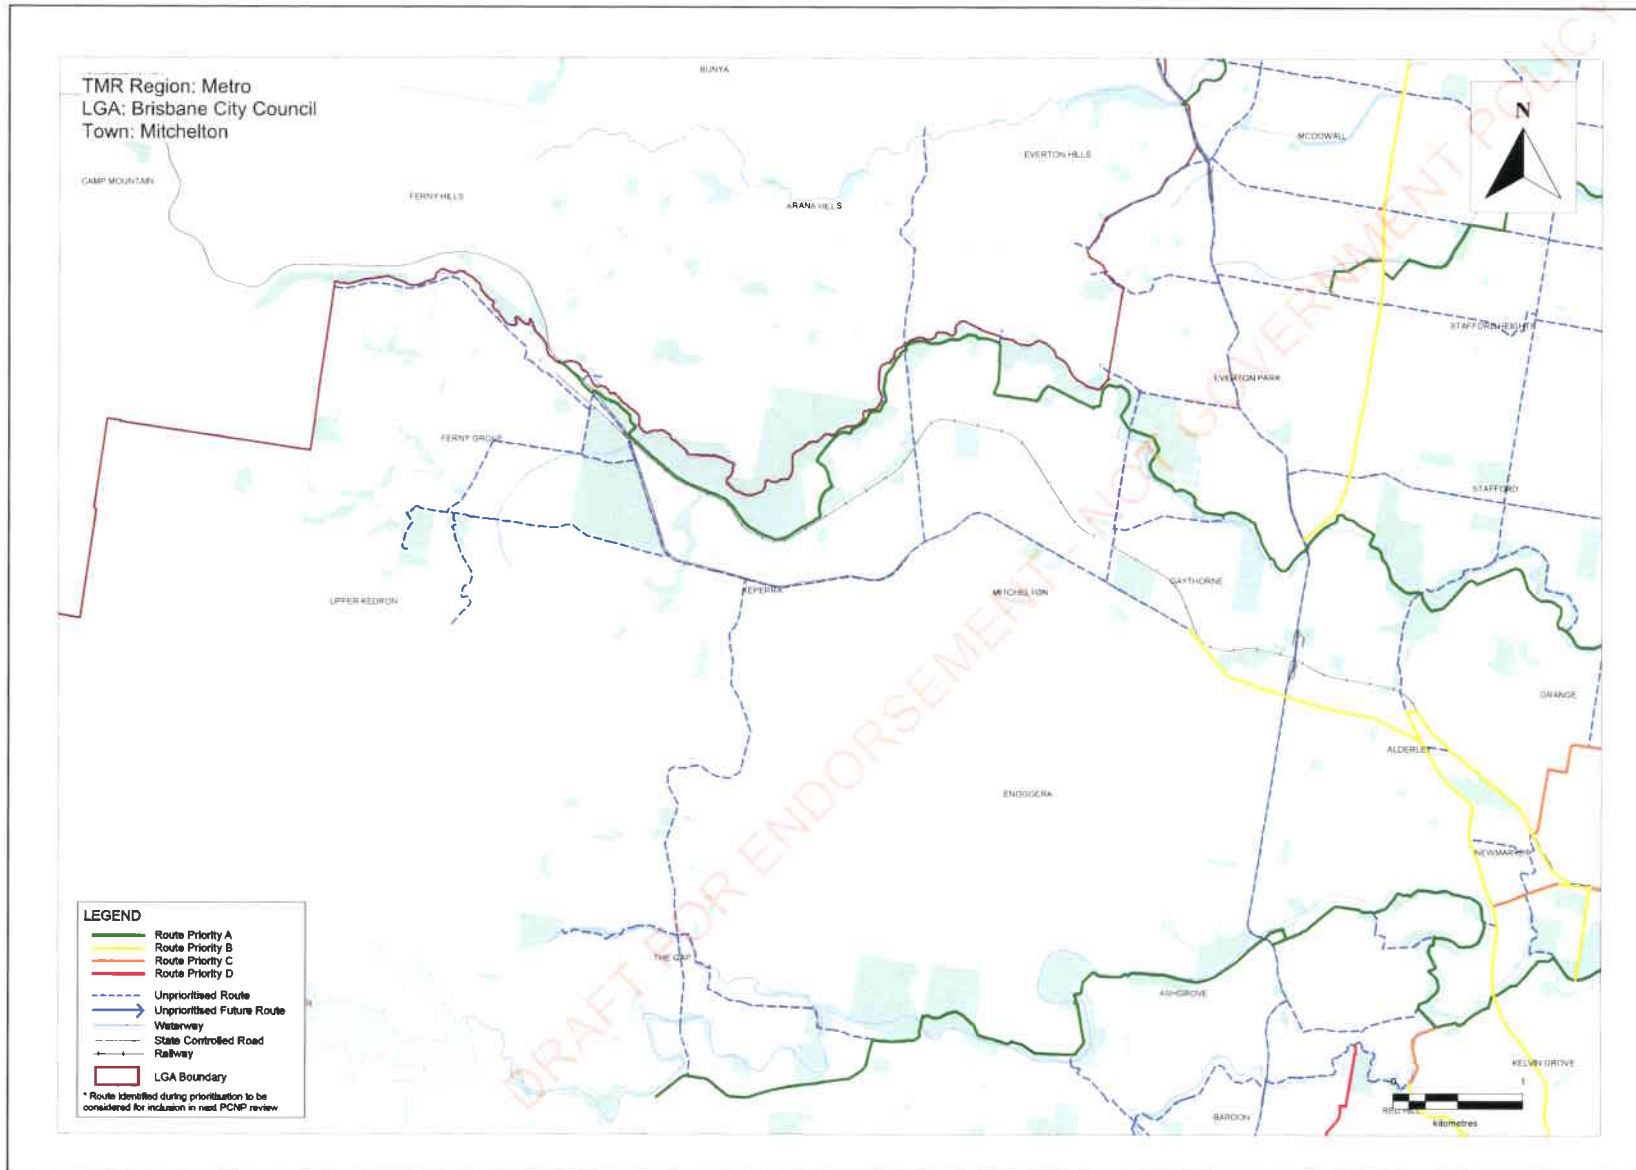 TMR Region: Metro
LGA: Brisbane City Council
Town: Mitchelton
BUNYA
N
MCDOWALL
EVERTON HILLS
CAMP MOUNTAIN
FERNY HILLS
ARANA HILLS
STAFFORD HEIGHTS
EVERTON PARK
FERNY GROVE
STAFFORD
GAYTHORNE
KEPERRA
MITCHELTON
UPPER KEDRON
GRANGE
ALDERLEY
ENOGGERA
NEWMARKET
THE GAP
ASHGROVE
KELVIN GROVE
BARDON
RED HILL
LEGEND
Route Priority A
Route Priority B
Route Priority C
Route Priority D
Unprioritised Route
Unprioritised Future Route
Waterway
State Controlled Road
Railway
LGA Boundary
* Route identified during prioritisation to be
considered for inclusion in next PCNP review
0 1
kilometres
DRAFT FOR ENDORSEMENT - NOT GOVERNMENT POLICY